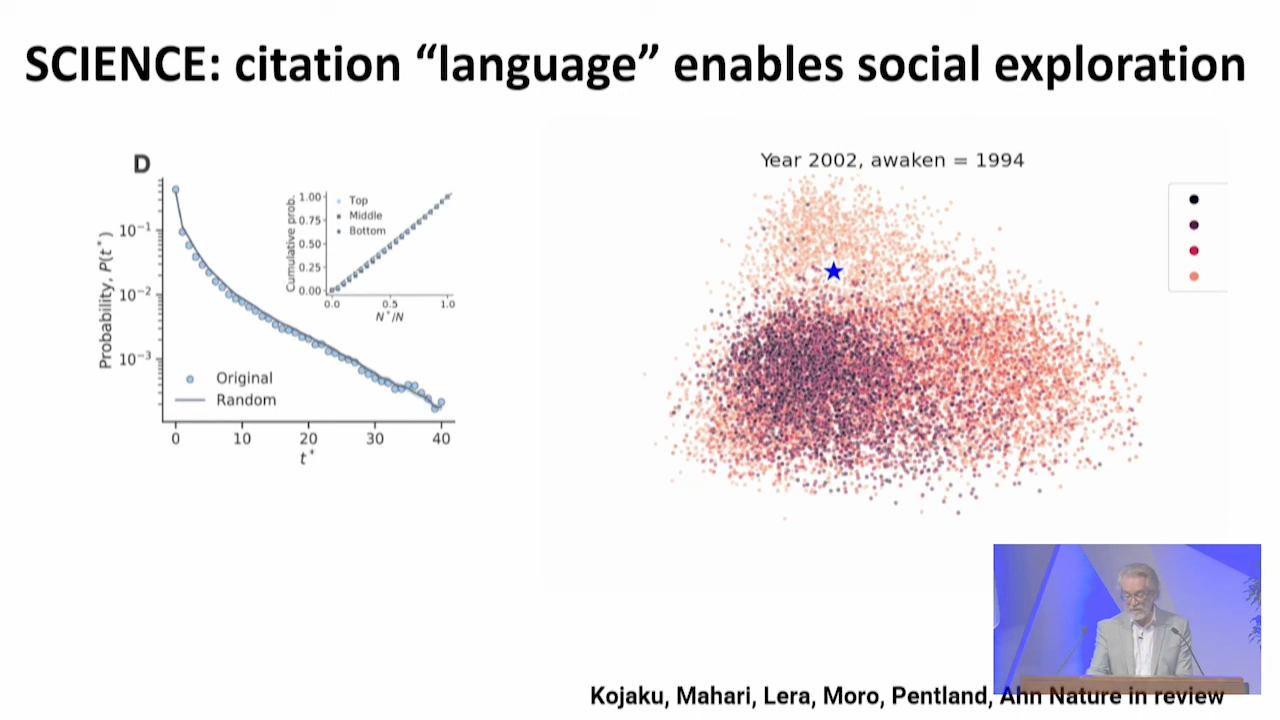 SCIENCE: citation “language” enables social exploration
D
Probability, P(t*)
10⁻¹
10⁻²
10⁻³
Original
Random
0 10 20 30 40
t*
Cumulative prob.
1.00
0.75
0.50
0.25
0.00
Top
Middle
Bottom
0.0 0.5 1.0
N*/N
Year 2002, awaken = 1994
Kojaku, Mahari, Lera, Moro, Pentland, Ahn Nature in review